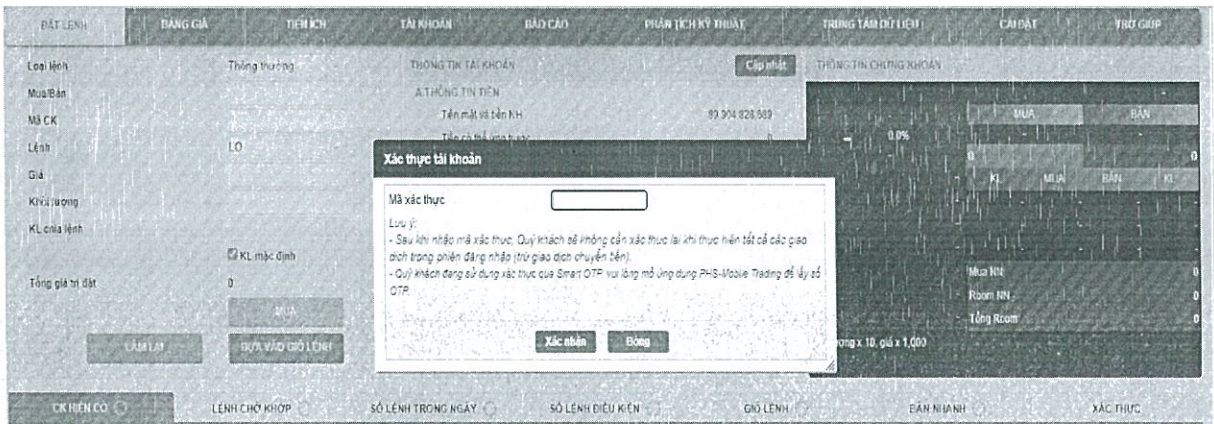 ĐẶT LỆNH BẢNG GIÁ TIỆN ÍCH TÀI KHOẢN BÁO CÁO PHÂN TÍCH KỸ THUẬT TRUNG TÂM DỮ LIỆU CÀI ĐẶT TRỢ GIÚP
Loại lệnh Thông thường
Mua/Bán
Mã CK
Lệnh LO
Giá
Khối lượng
KL chia lệnh
KL mặc định
Tổng giá trị đặt 0
MUA
LÀM LẠI ĐƯA VÀO GIỎ LỆNH
THÔNG TIN TÀI KHOẢN Cập nhật
A.THÔNG TIN TIỀN
Tiền mặt và tiền NH 89.904.828.589
Tiền có thể ứng trước 0
Xác thực tài khoản
Mã xác thực
Lưu ý:
- Sau khi nhập mã xác thực, Quý khách sẽ không cần xác thực lại khi thực hiện tất cả các giao
dịch trong phiên đăng nhập (trừ giao dịch chuyển tiền).
- Quý khách đang sử dụng xác thực qua Smart OTP, vui lòng mở ứng dụng PHS-Mobile Trading để lấy số
OTP.
Xác nhận Đóng
THÔNG TIN CHỨNG KHOÁN
MUA BÁN
- 0.0%
0 0
KL MUA BÁN KL
Mua NN 0
Room NN 0
Tổng Room 0
x 10, giá x 1,000
CK HIỆN CÓ LỆNH CHỜ KHỚP SỔ LỆNH TRONG NGÀY SỔ LỆNH ĐIỀU KIỆN GIỎ LỆNH BÁN NHANH XÁC THỰC